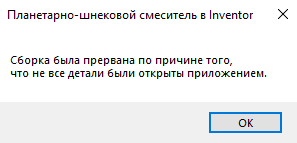 Планетарно-шнековой смеситель в Inventor
Сборка была прервана по причине того,
что не все детали были открыты приложением.
OK